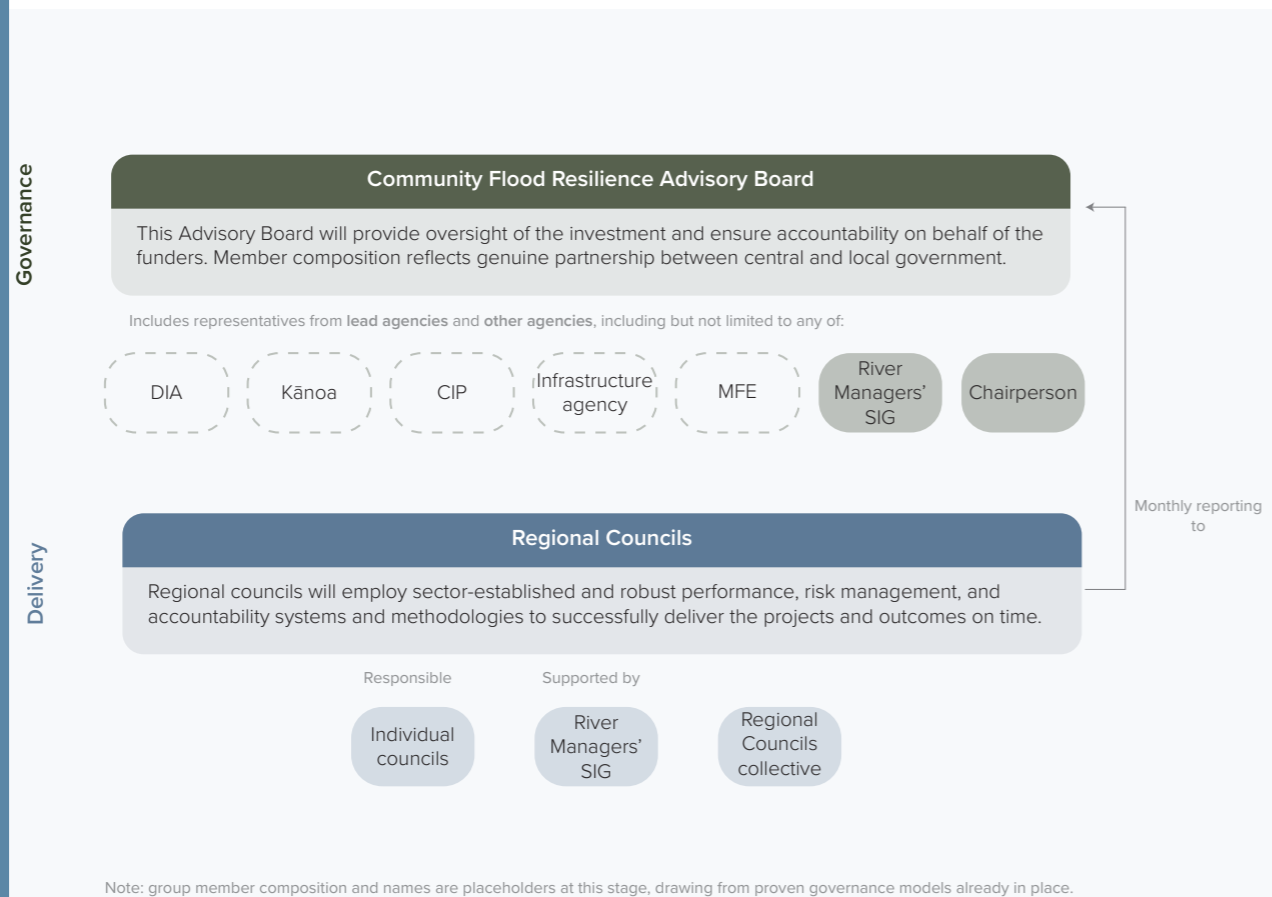 Governance
Community Flood Resilience Advisory Board
This Advisory Board will provide oversight of the investment and ensure accountability on behalf of the
funders. Member composition reflects genuine partnership between central and local government.
Includes representatives from lead agencies and other agencies, including but not limited to any of:
DIA
Kānoa
CIP
Infrastructure
agency
MFE
River
Managers’
SIG
Chairperson
Monthly reporting
to
Delivery
Regional Councils
Regional councils will employ sector-established and robust performance, risk management, and
accountability systems and methodologies to successfully deliver the projects and outcomes on time.
Responsible
Individual
councils
Supported by
River
Managers’
SIG
Regional
Councils
collective
Note: group member composition and names are placeholders at this stage, drawing from proven governance models already in place.